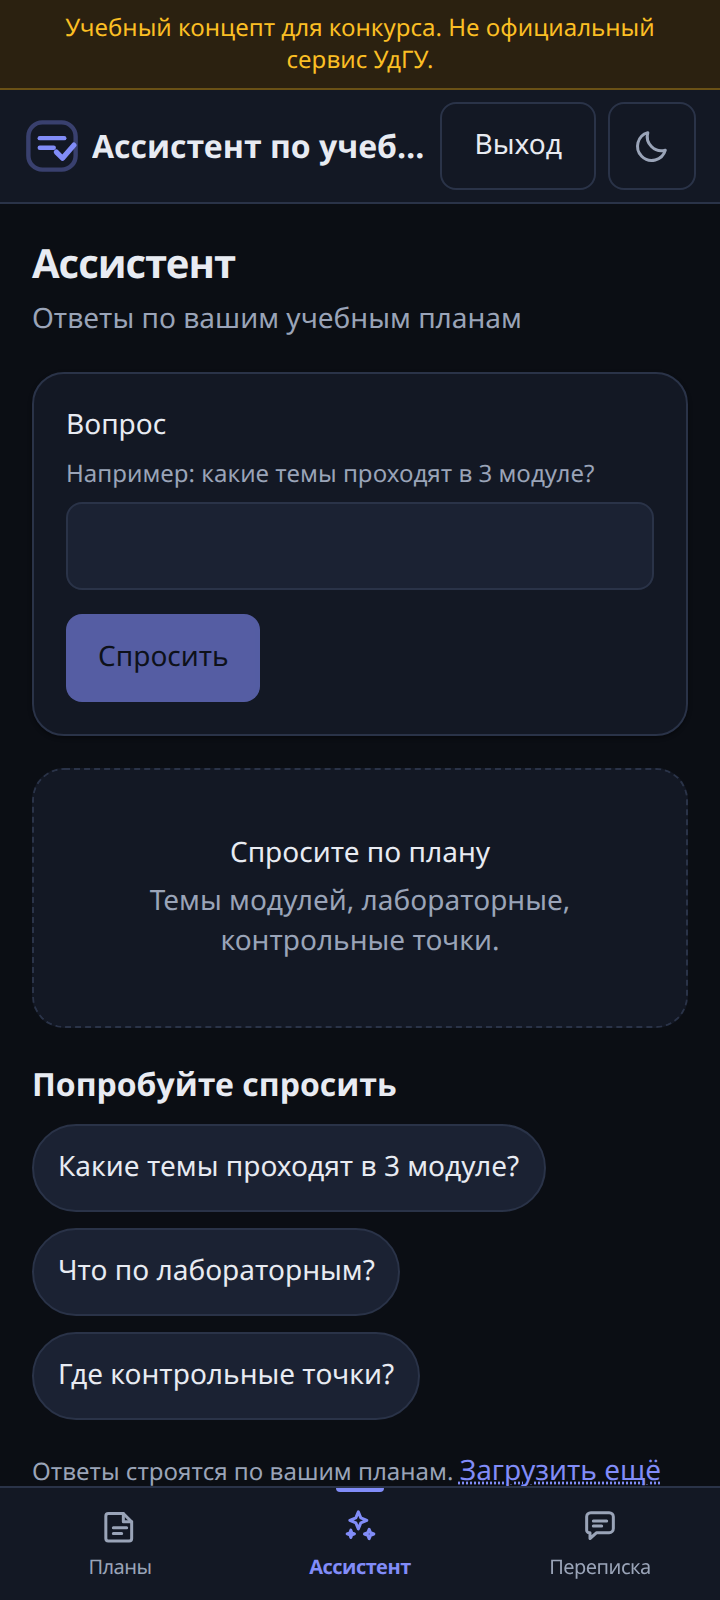 Учебный концепт для конкурса. Не официальный
сервис УдГУ.
Ассистент по учеб...
Выход
Ассистент
Ответы по вашим учебным планам
Вопрос
Например: какие темы проходят в 3 модуле?
Спросить
Спросите по плану
Темы модулей, лабораторные,
контрольные точки.
Попробуйте спросить
Какие темы проходят в 3 модуле?
Что по лабораторным?
Где контрольные точки?
Ответы строятся по вашим планам. Загрузить ещё
Планы
Ассистент
Переписка